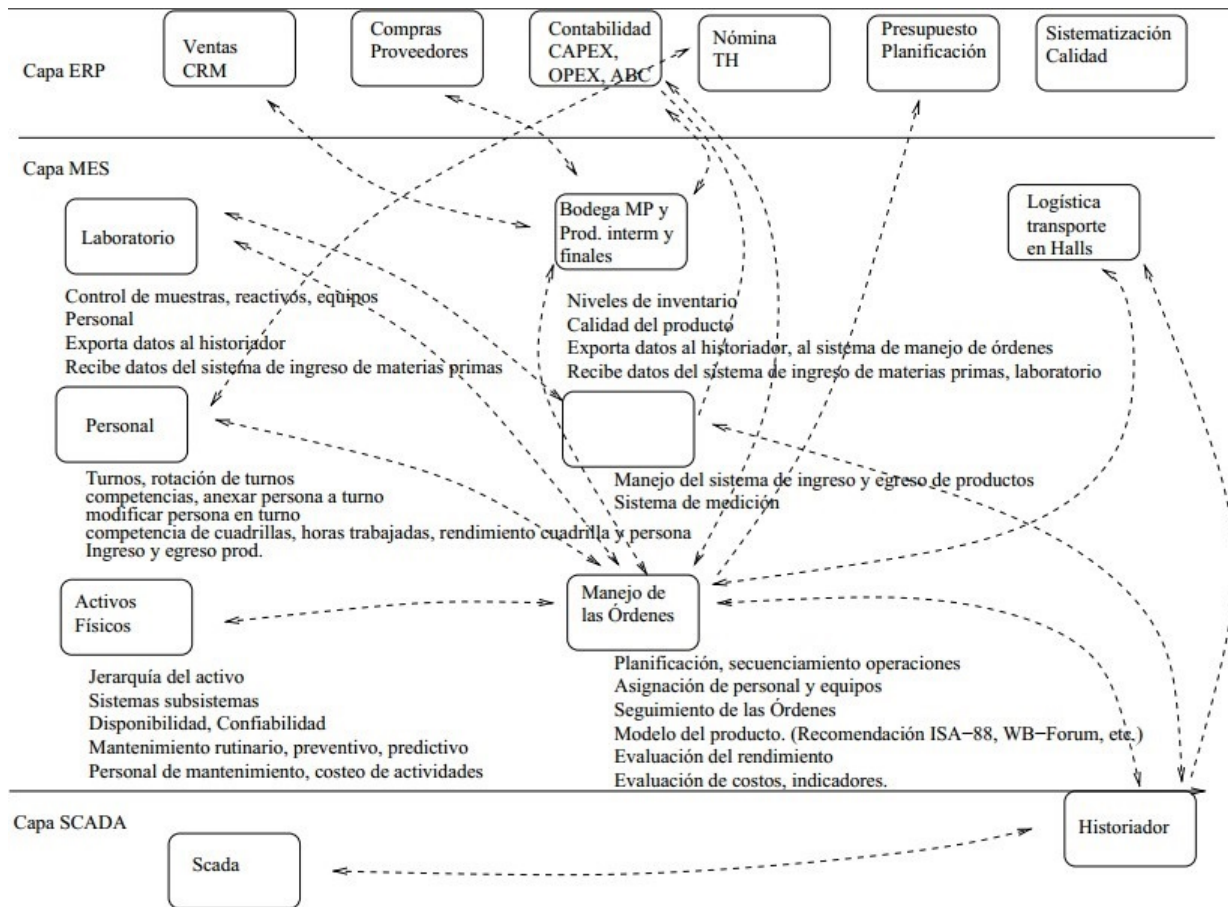 Capa ERP
Ventas
CRM
Compras
Proveedores
Contabilidad
CAPEX,
OPEX, ABC
Nómina
TH
Presupuesto
Planificación
Sistematización
Calidad
Capa MES
Laboratorio
Control de muestras, reactivos, equipos
Personal
Exporta datos al historiador
Recibe datos del sistema de ingreso de materias primas
Bodega MP y
Prod. interm y
finales
Niveles de inventario
Calidad del producto
Exporta datos al historiador, al sistema de manejo de órdenes
Recibe datos del sistema de ingreso de materias primas, laboratorio
Logística
transporte
en Halls
Personal
Turnos, rotación de turnos
competencias, anexar persona a turno
modificar persona en turno
competencia de cuadrillas, horas trabajadas, rendimiento cuadrilla y persona
Ingreso y egreso prod.
Manejo del sistema de ingreso y egreso de productos
Sistema de medición
Activos
Físicos
Jerarquía del activo
Sistemas subsistemas
Disponibilidad, Confiabilidad
Mantenimiento rutinario, preventivo, predictivo
Personal de mantenimiento, costeo de actividades
Manejo de
las Órdenes
Planificación, secuenciamiento operaciones
Asignación de personal y equipos
Seguimiento de las Órdenes
Modelo del producto. (Recomendación ISA−88, WB−Forum, etc.)
Evaluación del rendimiento
Evaluación de costos, indicadores.
Capa SCADA
Scada
Historiador